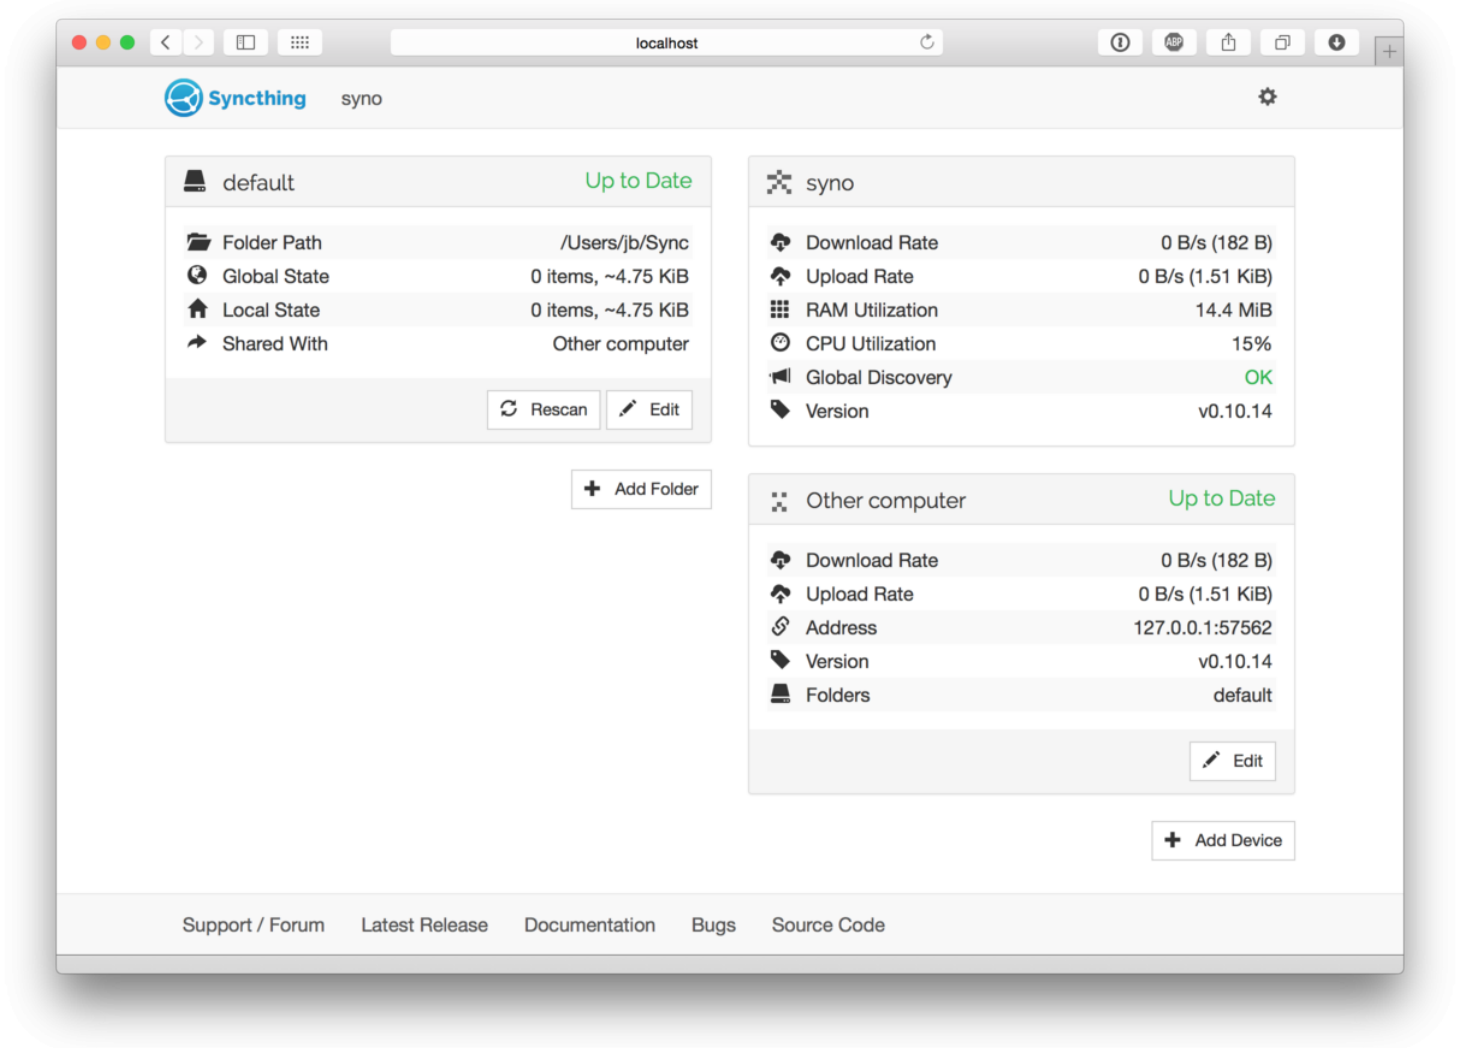 localhost
ABP
Syncthing syno
default Up to Date
Folder Path /Users/jb/Sync
Global State 0 items, ~4.75 KiB
Local State 0 items, ~4.75 KiB
Shared With Other computer
Rescan Edit
Add Folder
syno
Download Rate 0 B/s (182 B)
Upload Rate 0 B/s (1.51 KiB)
RAM Utilization 14.4 MiB
CPU Utilization 15%
Global Discovery OK
Version v0.10.14
Other computer Up to Date
Download Rate 0 B/s (182 B)
Upload Rate 0 B/s (1.51 KiB)
Address 127.0.0.1:57562
Version v0.10.14
Folders default
Edit
Add Device
Support / Forum Latest Release Documentation Bugs Source Code